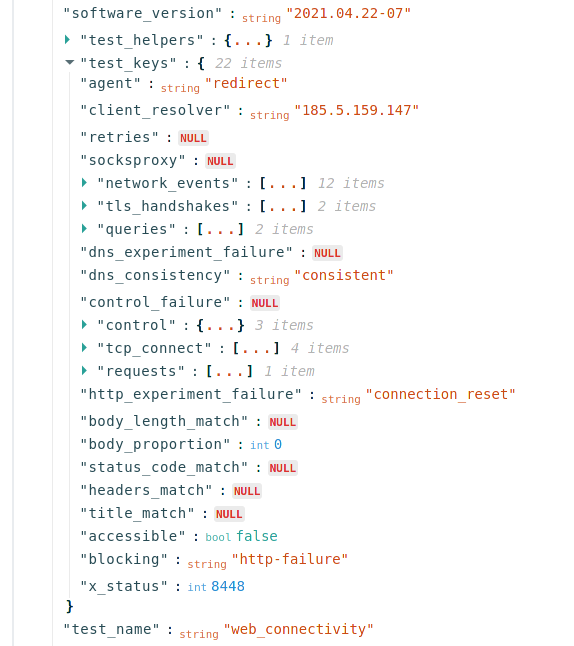 "software_version" : string "2021.04.22-07"
"test_helpers" : {...} 1 item
"test_keys" : { 22 items
"agent" : string "redirect"
"client_resolver" : string "185.5.159.147"
"retries" : NULL
"socksproxy" : NULL
"network_events" : [...] 12 items
"tls_handshakes" : [...] 2 items
"queries" : [...] 2 items
"dns_experiment_failure" : NULL
"dns_consistency" : string "consistent"
"control_failure" : NULL
"control" : {...} 3 items
"tcp_connect" : [...] 4 items
"requests" : [...] 1 item
"http_experiment_failure" : string "connection_reset"
"body_length_match" : NULL
"body_proportion" : int 0
"status_code_match" : NULL
"headers_match" : NULL
"title_match" : NULL
"accessible" : bool false
"blocking" : string "http-failure"
"x_status" : int 8448
}
"test_name" : string "web_connectivity"